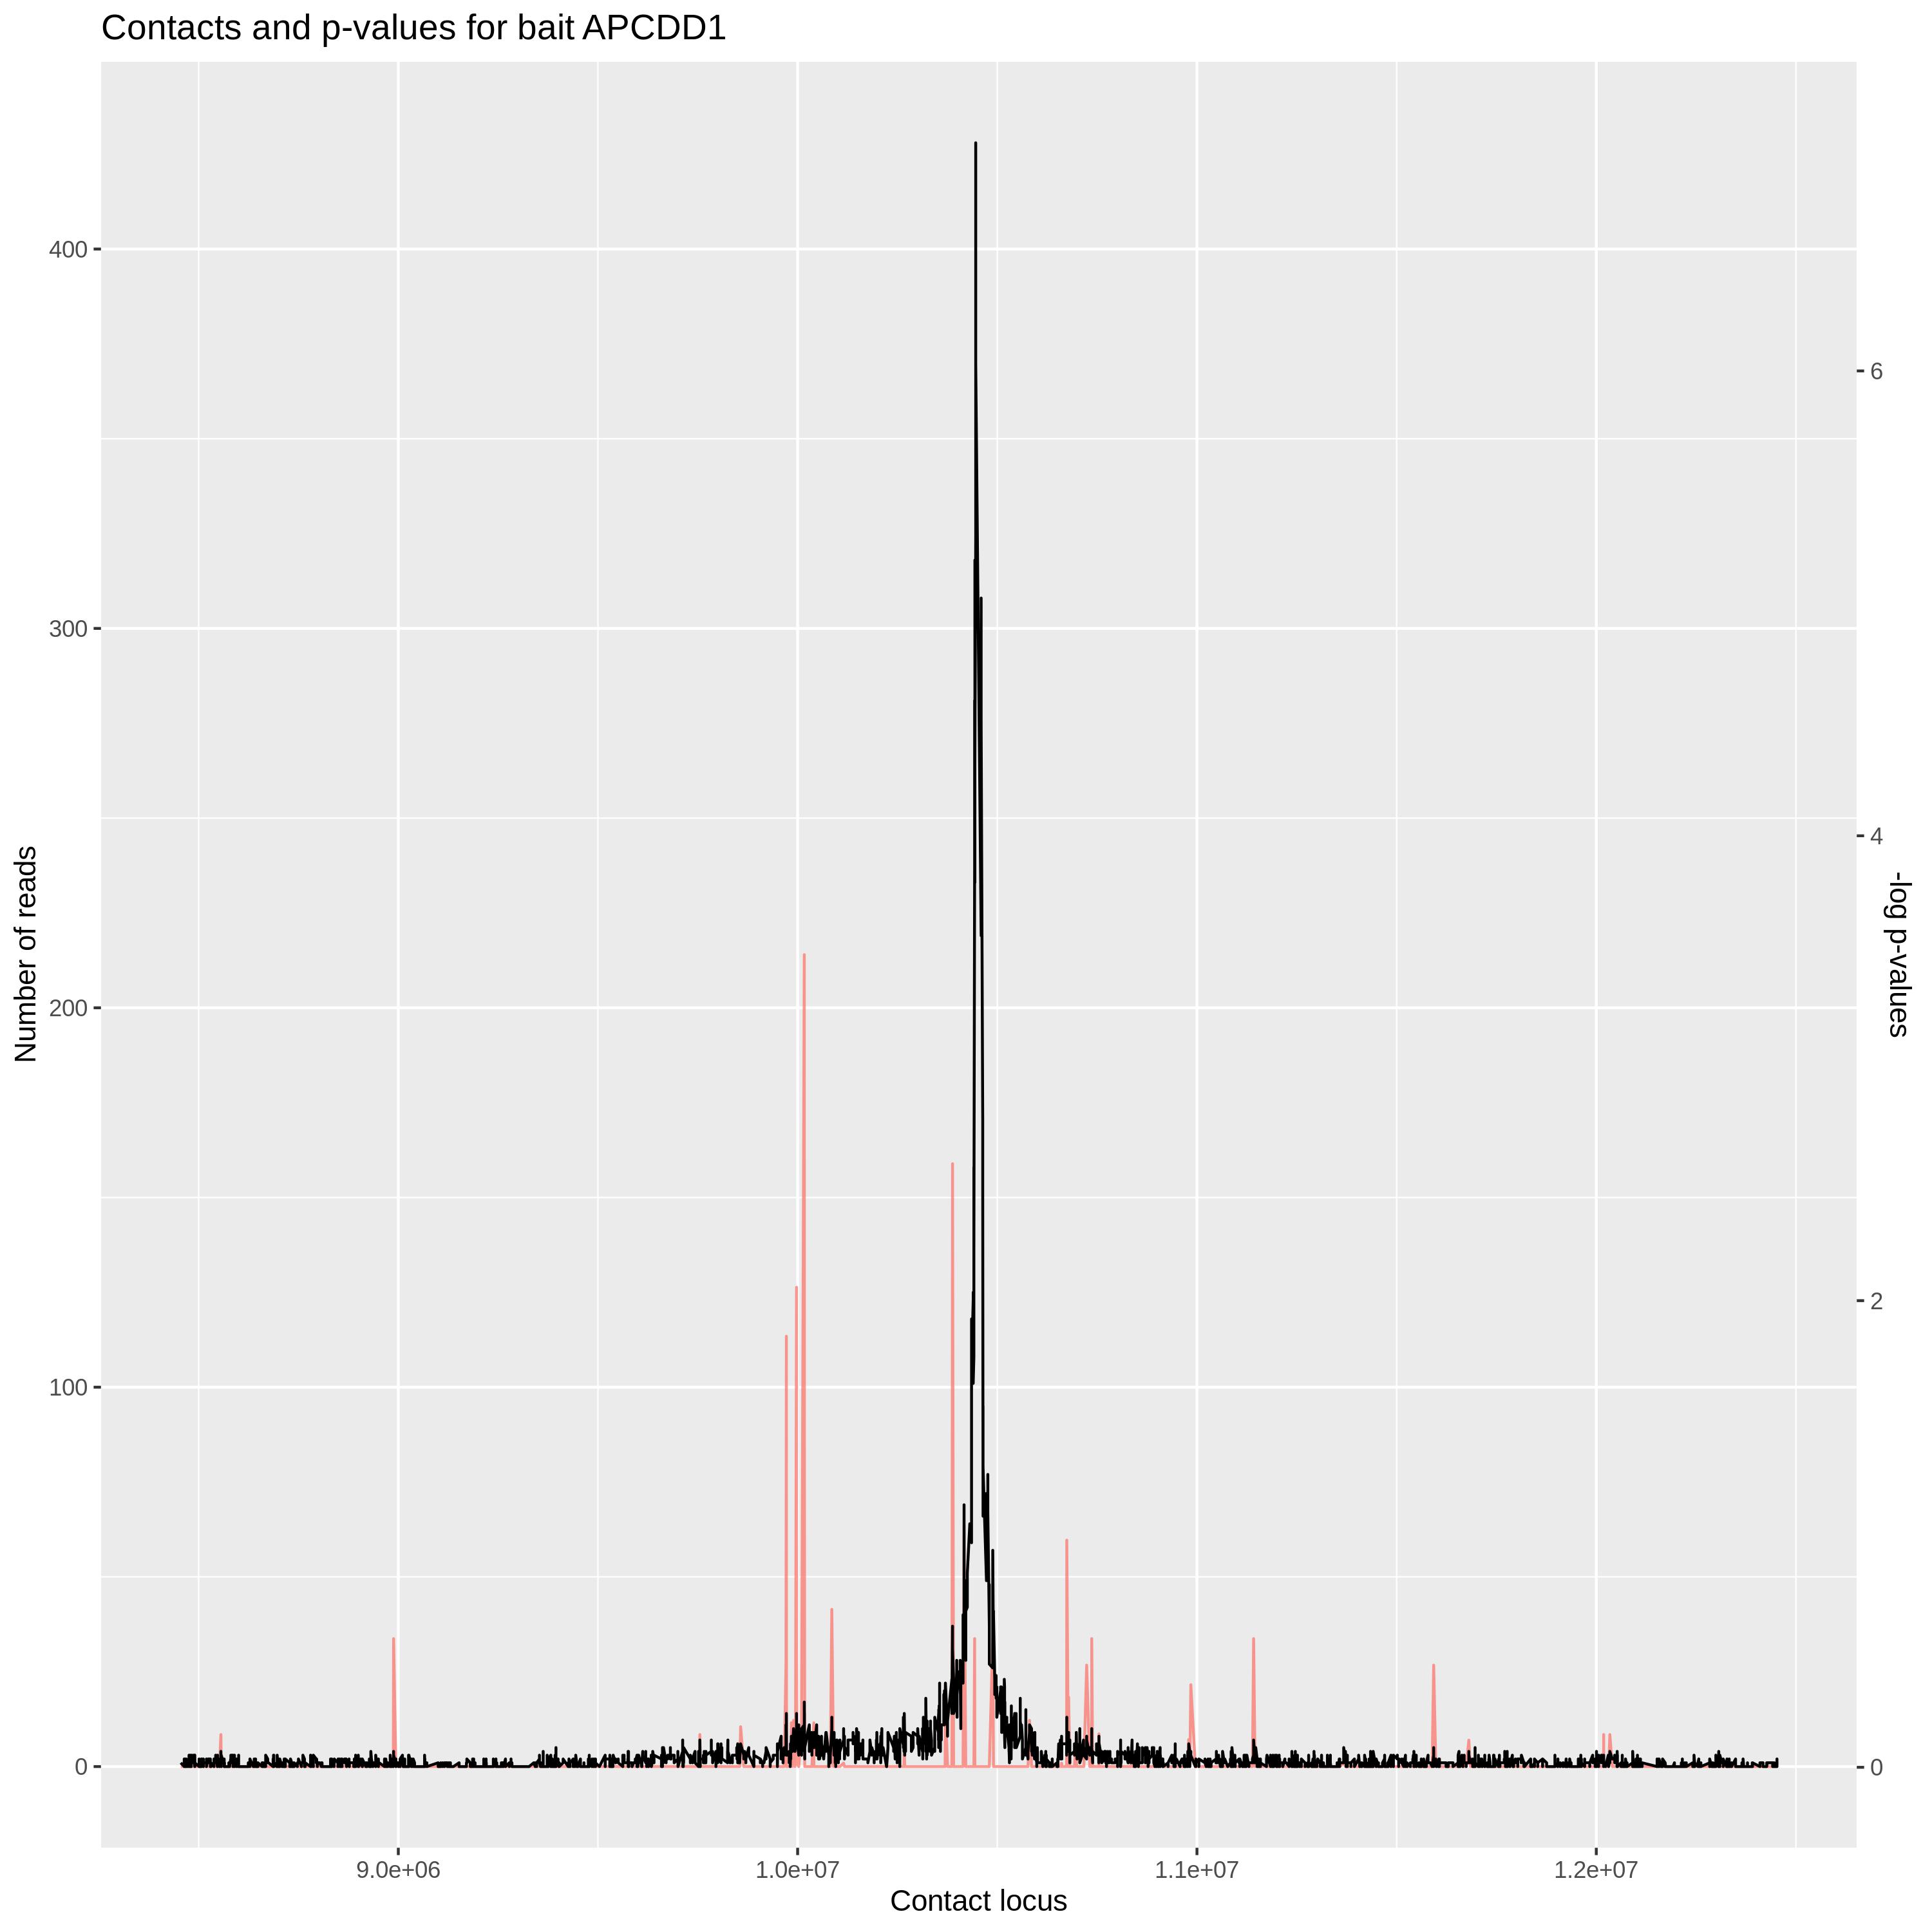 Contacts and p-values for bait APCDD1
400
300
200
100
0
Number of reads
6
4
2
0
-log p-values
9.0e+06
1.0e+07
1.1e+07
1.2e+07
Contact locus